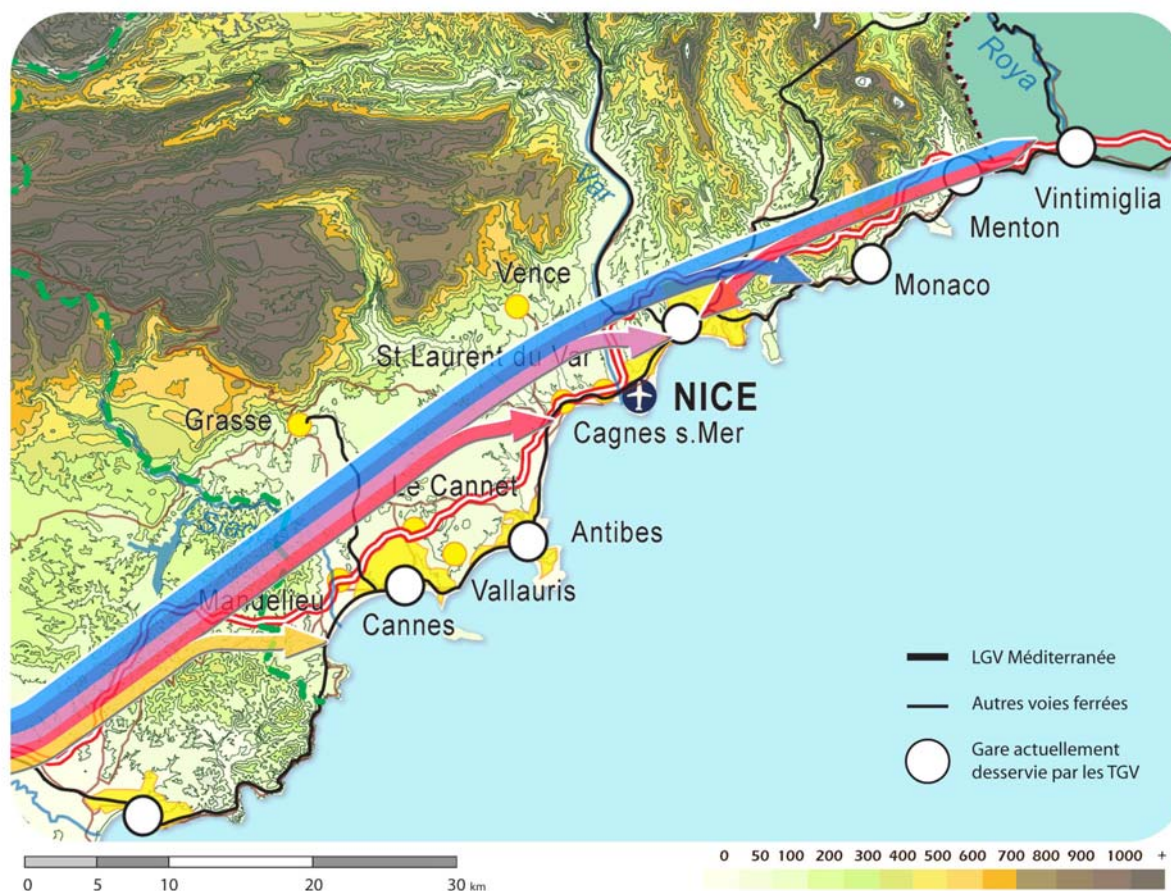 Roya
Var
Vintimiglia
Menton
Monaco
Vence
St Laurent du Var
NICE
Grasse
Cagnes s.Mer
Le Cannet
Antibes
Vallauris
Mandelieu
Cannes
LGV Méditerranée
Autres voies ferrées
Gare actuellement
desservie par les TGV
0 5 10 20 30 km
0 50 100 200 300 400 500 600 700 800 900 1000 +